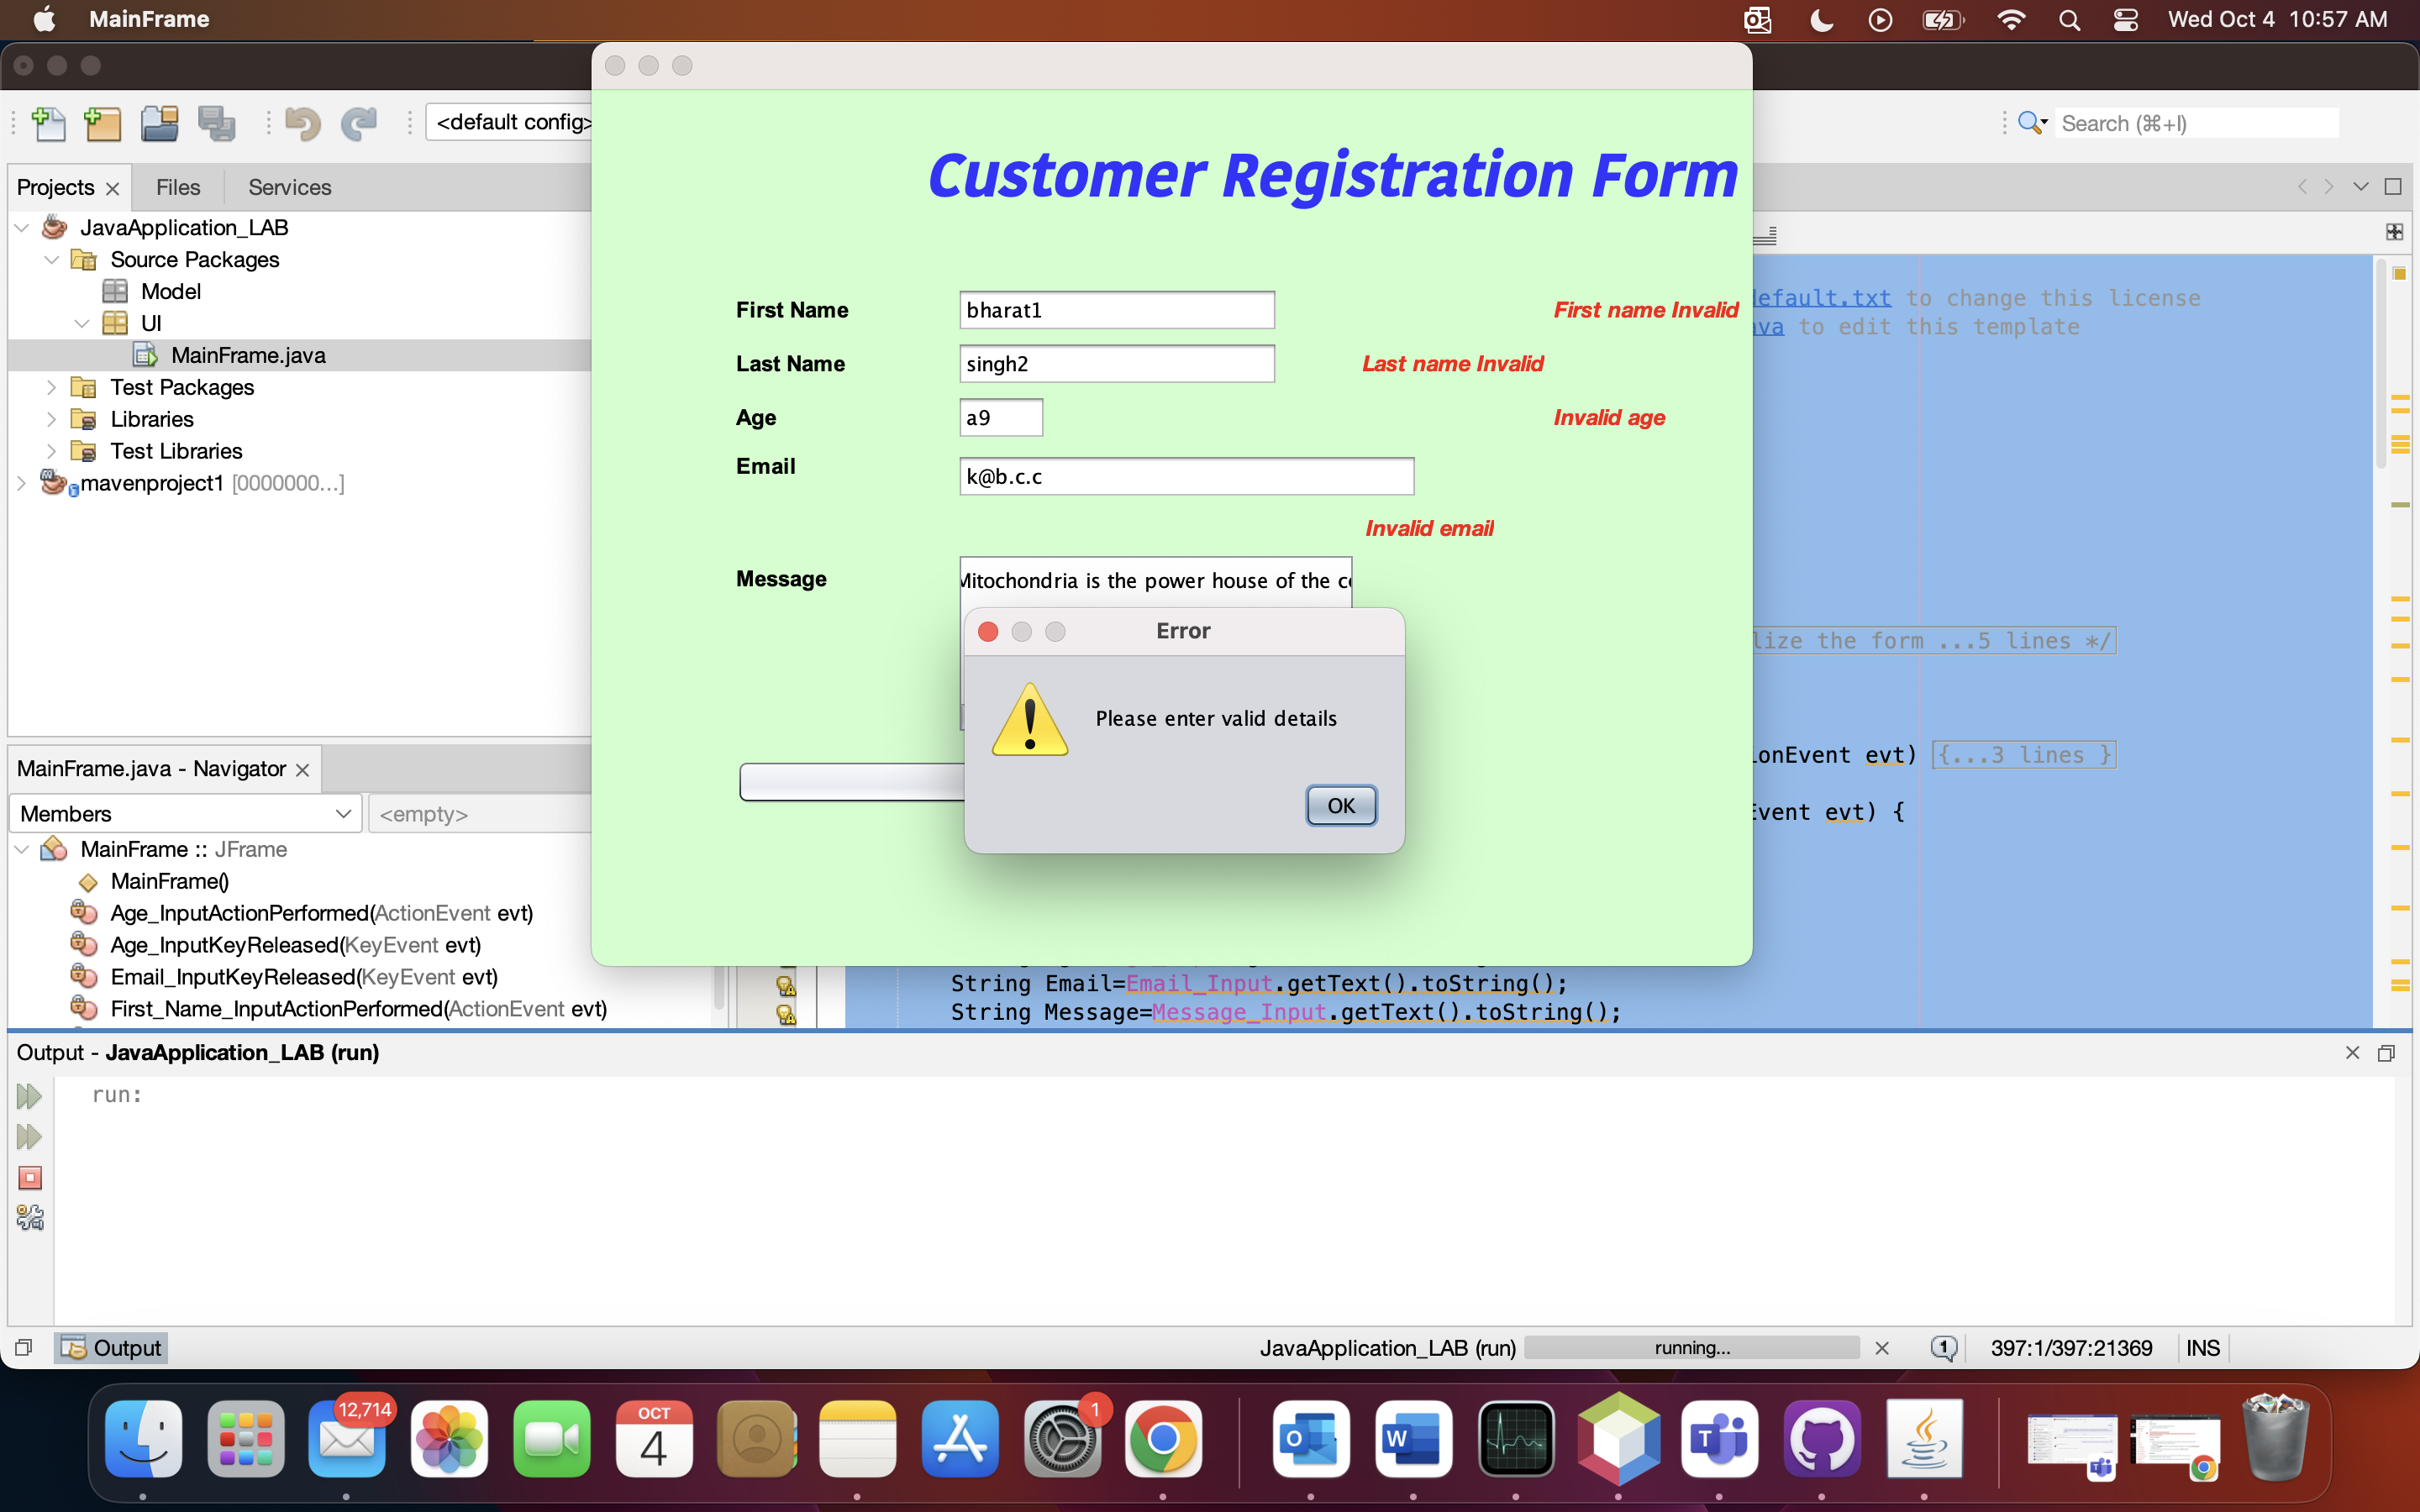 MainFrame
Wed Oct 4 10:57 AM
<default config>
Search (⌘+I)
Projects
Files
Services
JavaApplication_LAB
Source Packages
Model
UI
MainFrame.java
Test Packages
Libraries
Test Libraries
mavenproject1 [0000000...]
Customer Registration Form
First Name
bharat1
First name Invalid
Last Name
singh2
Last name Invalid
Age
a9
Invalid age
Email
k@b.c.c
Invalid email
Message
Mitochondria is the power house of the
Error
Please enter valid details
OK
default.txt to change this license
to edit this template
the form ...5 lines */
evt) {...3 lines }
evt) {
String Email=Email_Input.getText().toString();
String Message=Message_Input.getText().toString();
MainFrame.java - Navigator
Members
<empty>
MainFrame :: JFrame
MainFrame()
Age_InputActionPerformed(ActionEvent evt)
Age_InputKeyReleased(KeyEvent evt)
Email_InputKeyReleased(KeyEvent evt)
First_Name_InputActionPerformed(ActionEvent evt)
Output - JavaApplication_LAB (run)
run:
Output
JavaApplication_LAB (run)
running...
1
397:1/397:21369
INS
12,714
OCT
4
1